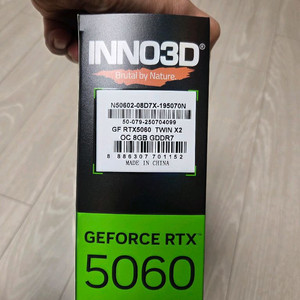 INNO3D®
Brutal by Nature.
N50602-08D7X-195070N
50-079-250704099
GF RTX5060 TWIN X2
OC 8GB GDDR7
8 886307 701152
MADE IN CHINA
GEFORCE RTX™
5060